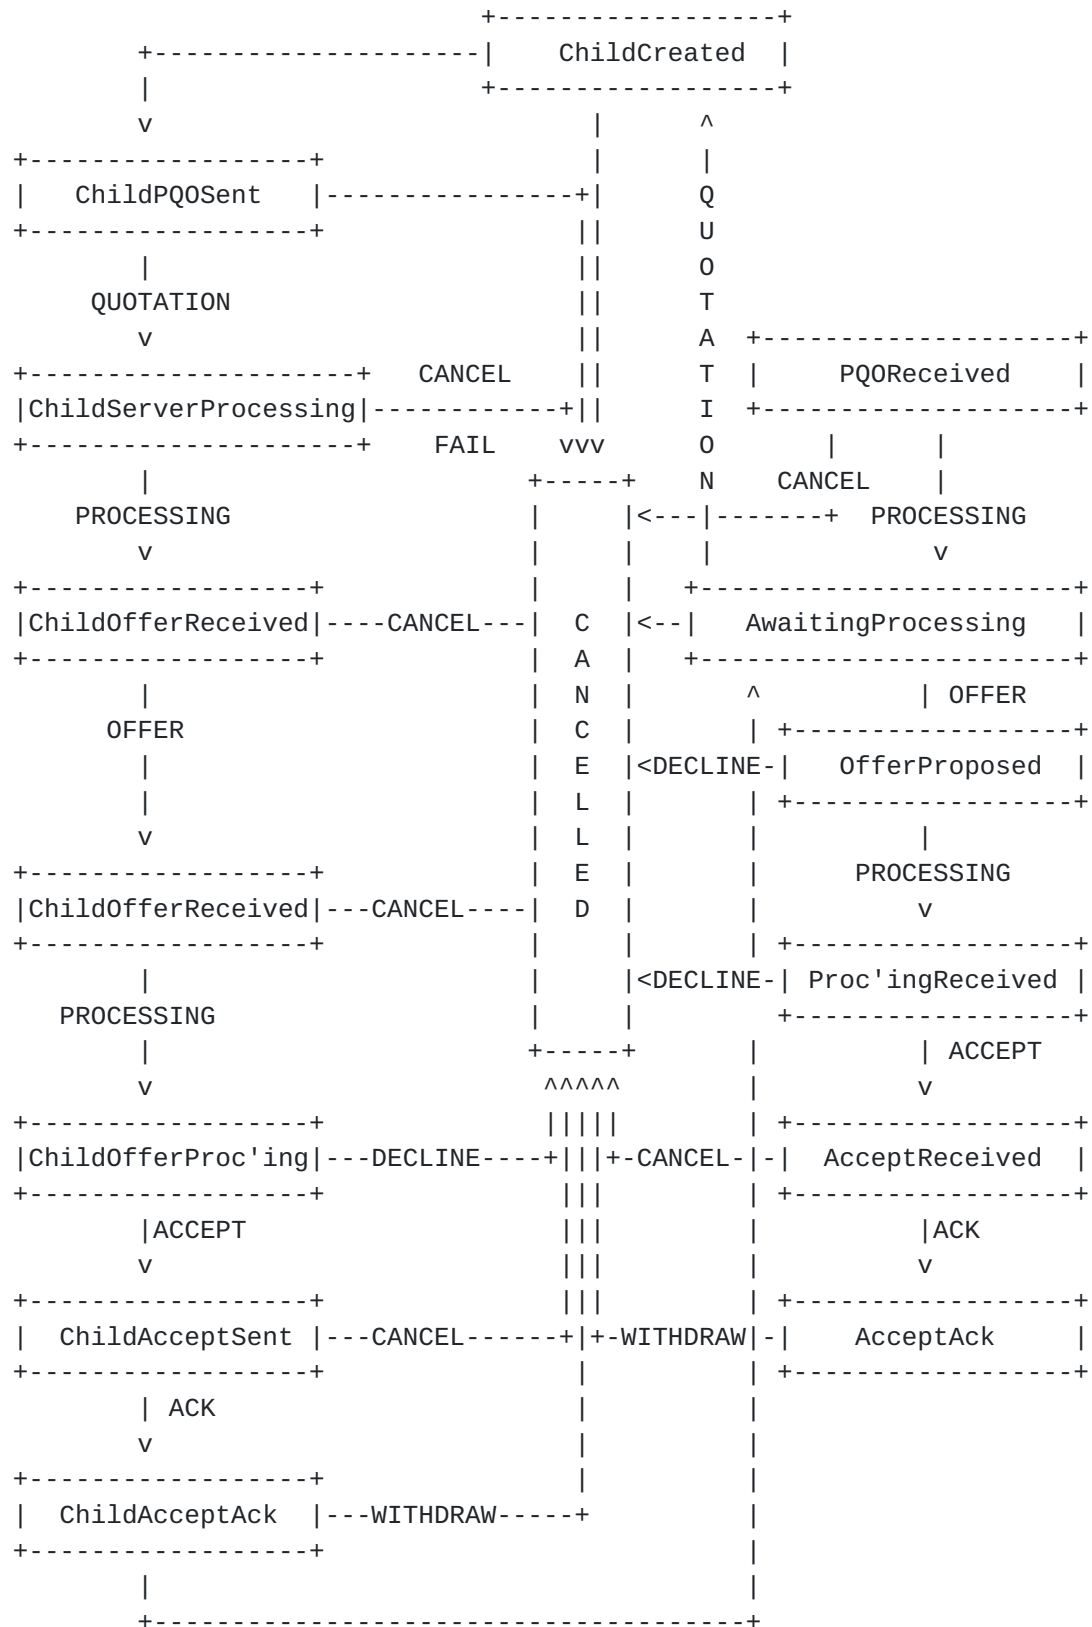 ChildCreated
ChildPQOSent Q
U
O
QUOTATION T
A
CANCEL T PQOReceived
ChildServerProcessing I
FAIL O
N CANCEL
PROCESSING PROCESSING
ChildOfferReceived CANCEL C AwaitingProcessing
A
N OFFER
OFFER C
E DECLINE OfferProposed
L
L
E PROCESSING
ChildOfferReceived CANCEL D
DECLINE Proc'ingReceived
PROCESSING
ACCEPT
ChildOfferProc'ing DECLINE CANCEL AcceptReceived
ACCEPT ACK
ChildAcceptSent CANCEL WITHDRAW AcceptAck
ACK
ChildAcceptAck WITHDRAW